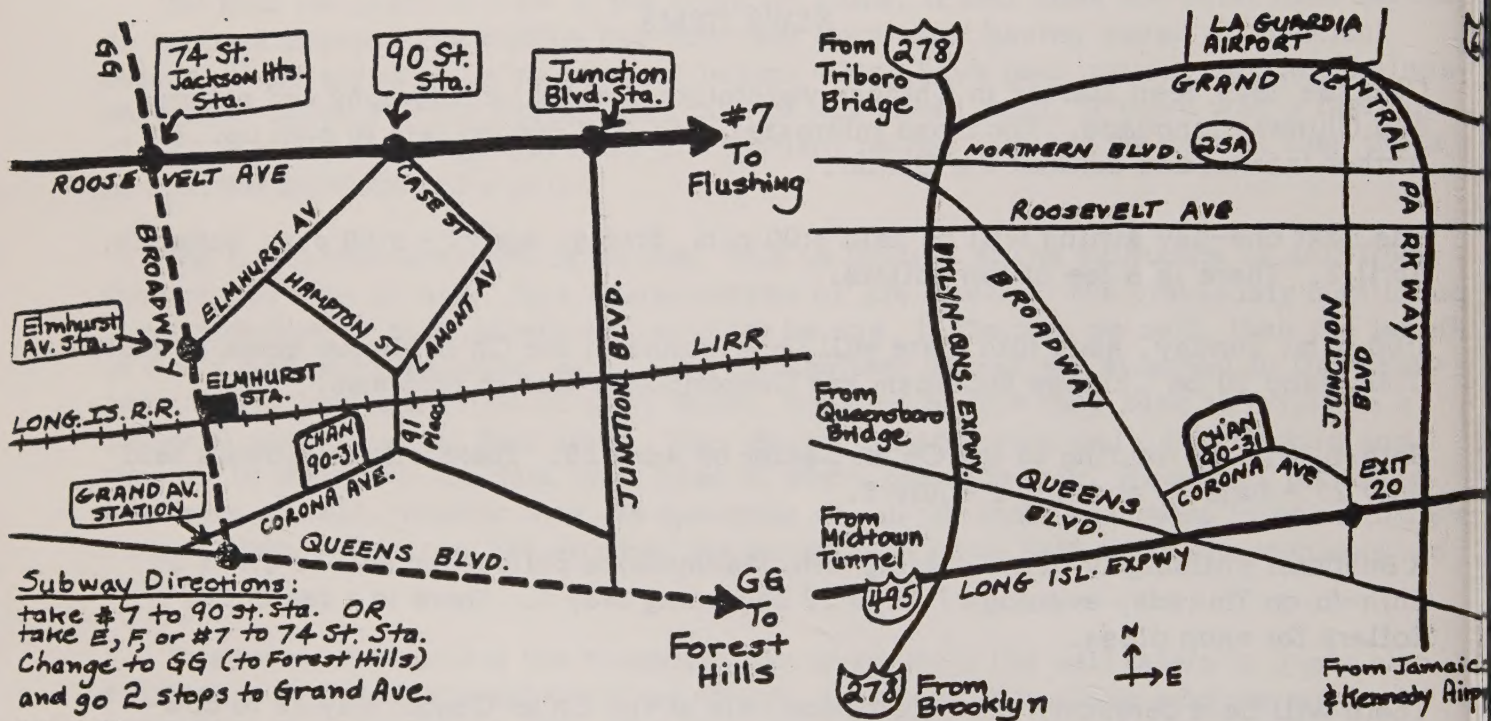 GG
74 St.
Jackson Hts.
Sta.
90 St.
Sta.
Junction
Blvd. Sta.
#7
To
Flushing
ROOSEVELT AVE
BROADWAY
ELMHURST AV
CASE ST
HAMPTON ST
LAMONT AV
JUNCTION BLVD.
Elmhurst
Av. Sta.
ELMHURST
STA.
LIRR
LONG. IS. R.R.
CHAN
90-31
91 Place
GRAND AV.
STATION
CORONA AVE.
QUEENS BLVD.
GG
To
Forest
Hills
Subway Directions:
take #7 to 90 St. Sta. OR
take E, F, or #7 to 74 St. Sta.
Change to GG (to Forest Hills)
and go 2 stops to Grand Ave.
From
Triboro
Bridge
278
LA GUARDIA
AIRPORT
GRAND CENTRAL PARKWAY
NORTHERN BLVD. 25A
ROOSEVELT AVE
BKLYN-QNS. EXPWY.
BROADWAY
JUNCTION
BLVD
From
Queensboro
Bridge
CHAN
90-31
CORONA AVE
EXIT
20
QUEENS
BLVD.
From
Midtown
Tunnel
495
LONG ISL. EXPWY
278
From
Brooklyn
N
E
From Jamaic
& Kennedy Airp